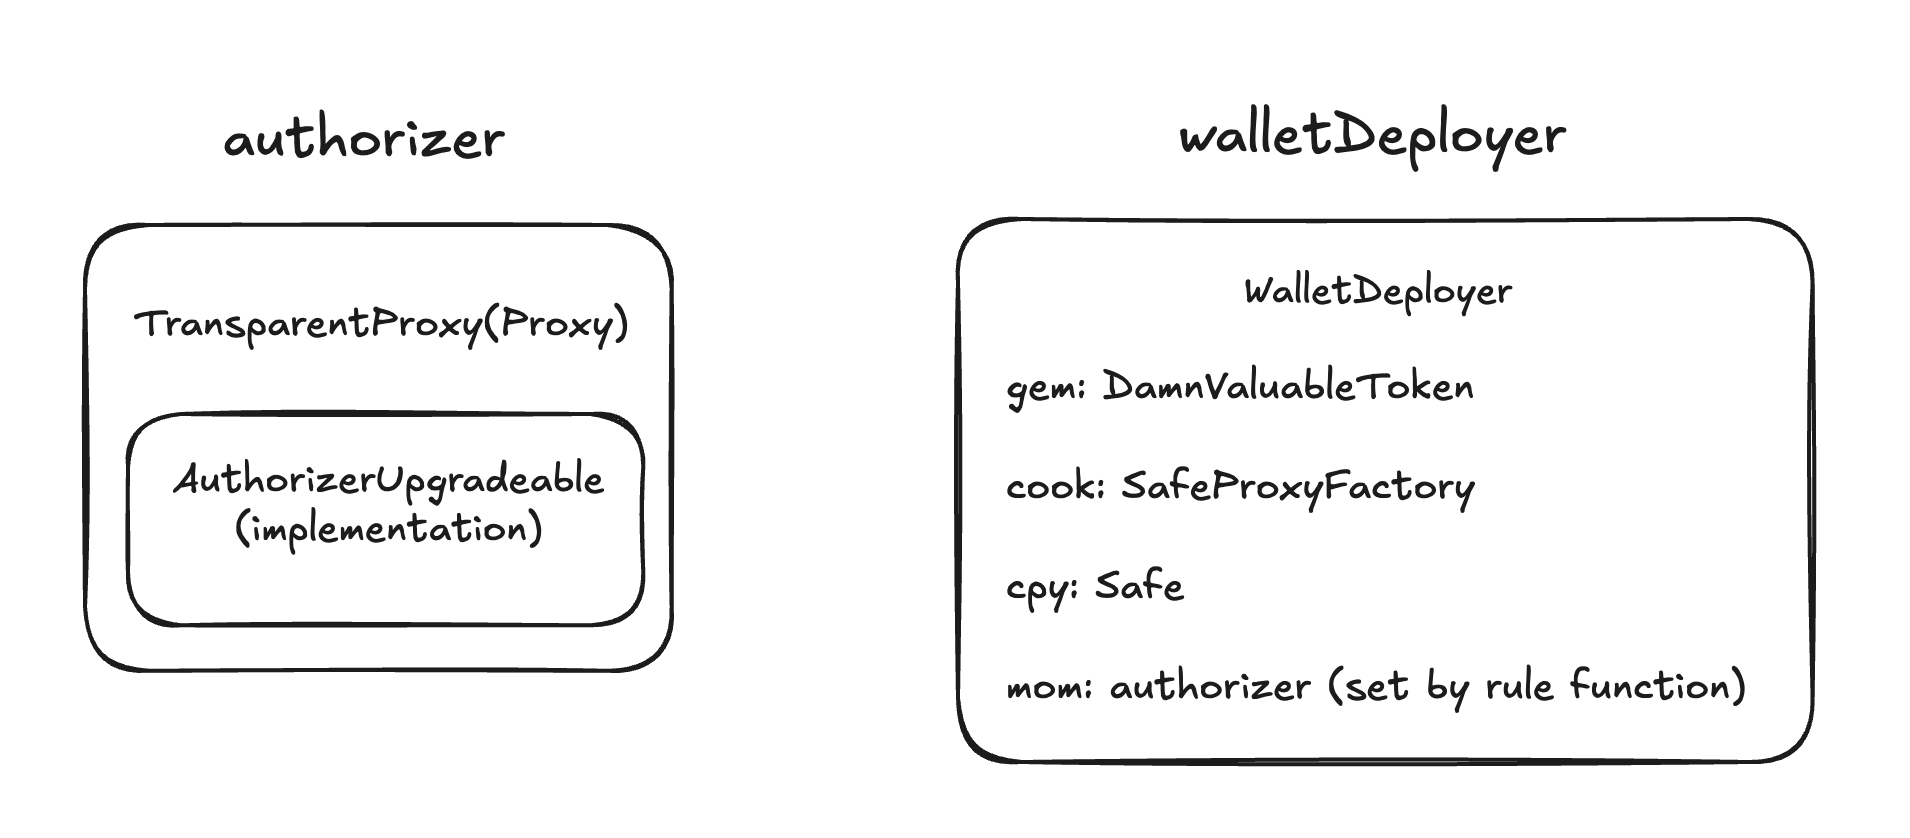 authorizer
TransparentProxy(Proxy)
AuthorizerUpgradeable
(implementation)
walletDeployer
WalletDeployer
gem: DamnValuableToken
cook: SafeProxyFactory
cpy: Safe
mom: authorizer (set by rule function)